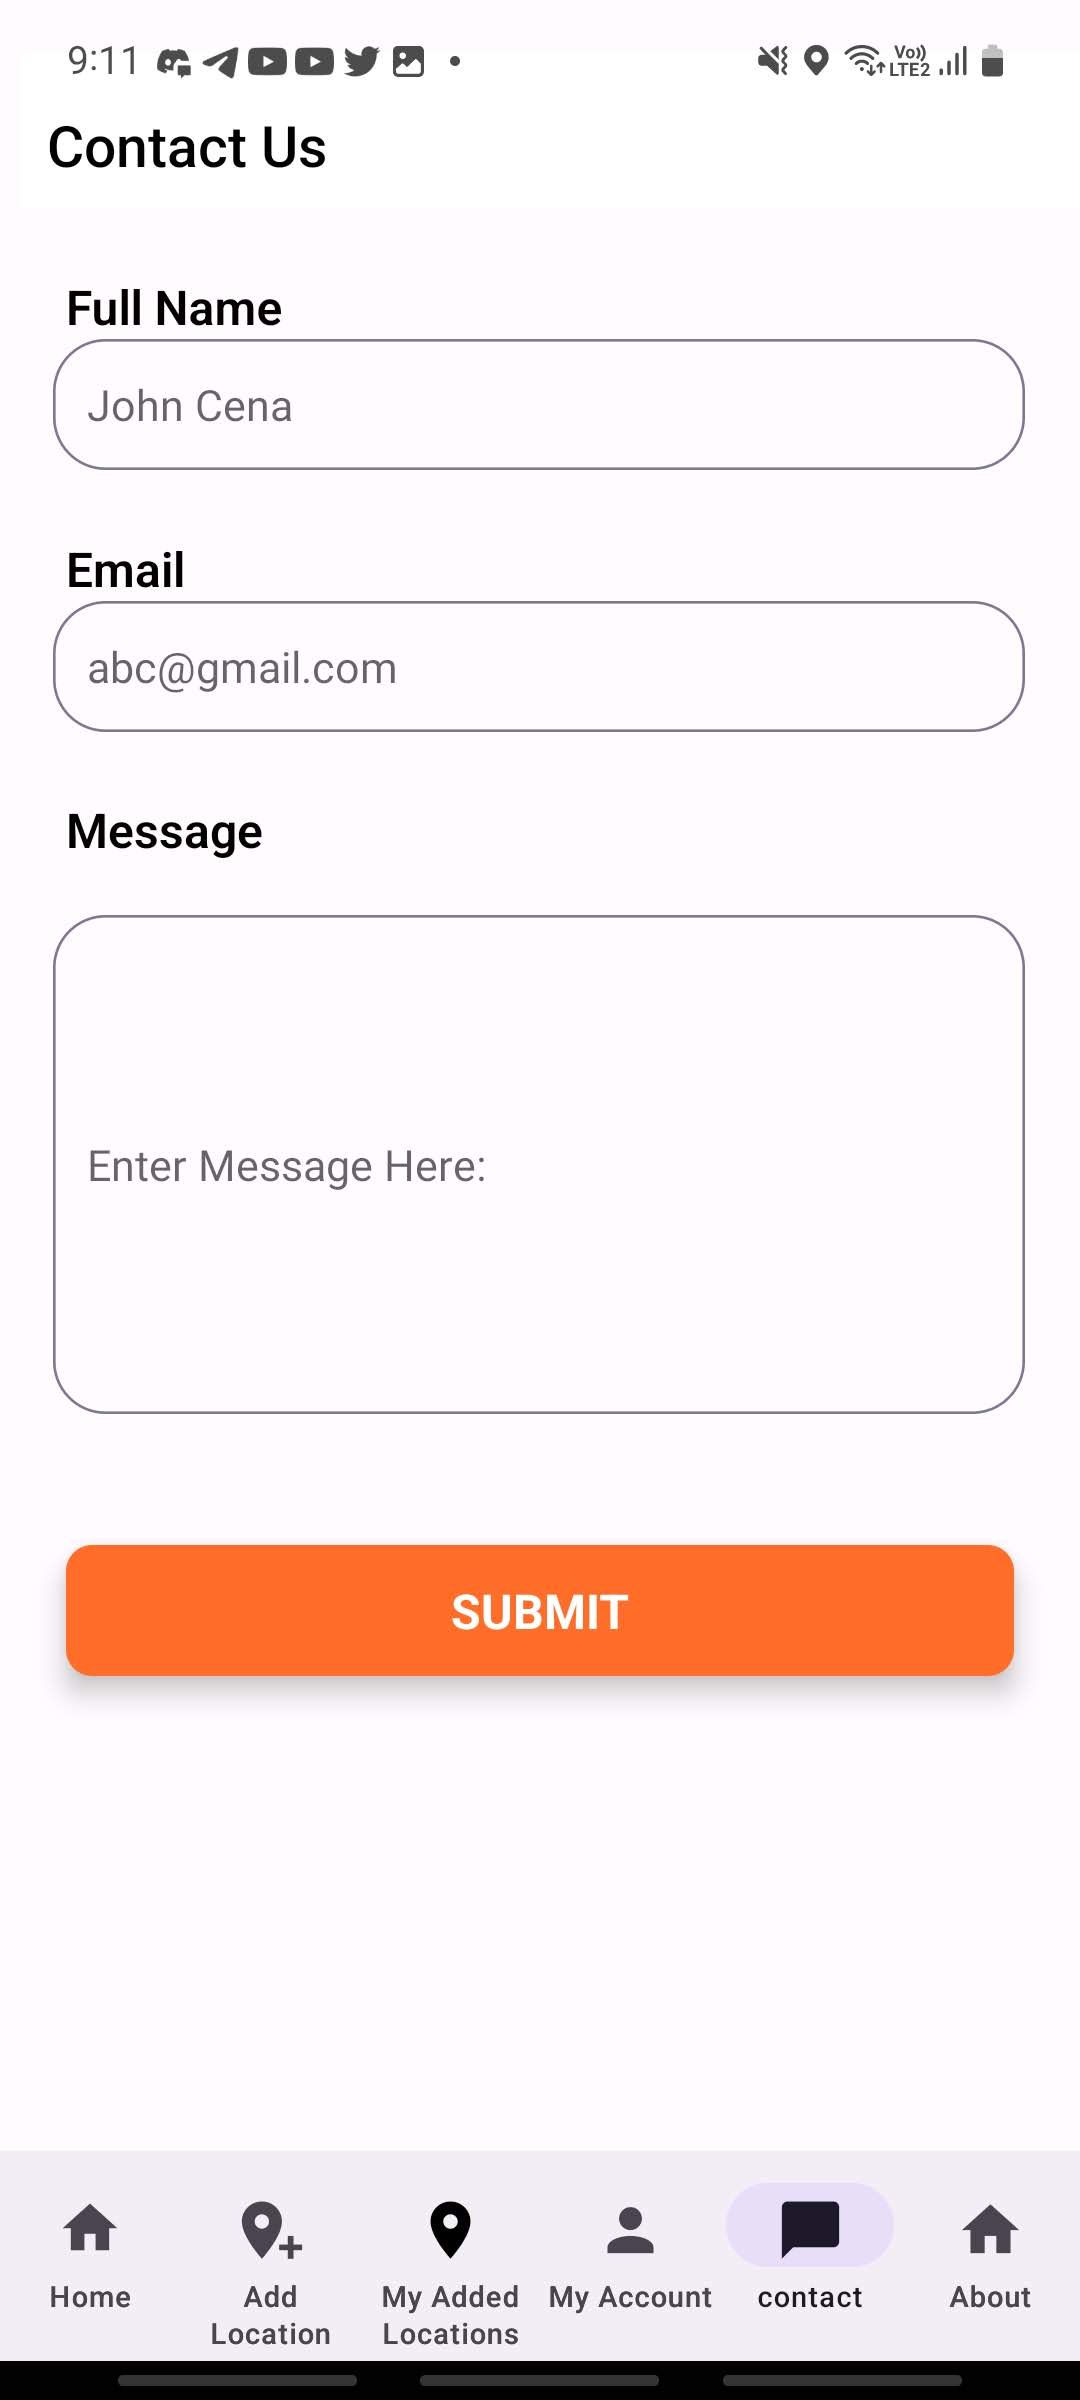 9:11
Vo))
LTE2
Contact Us
Full Name
John Cena
Email
abc@gmail.com
Message
Enter Message Here:
SUBMIT
Home
Add
Location
My Added
Locations
My Account
contact
About